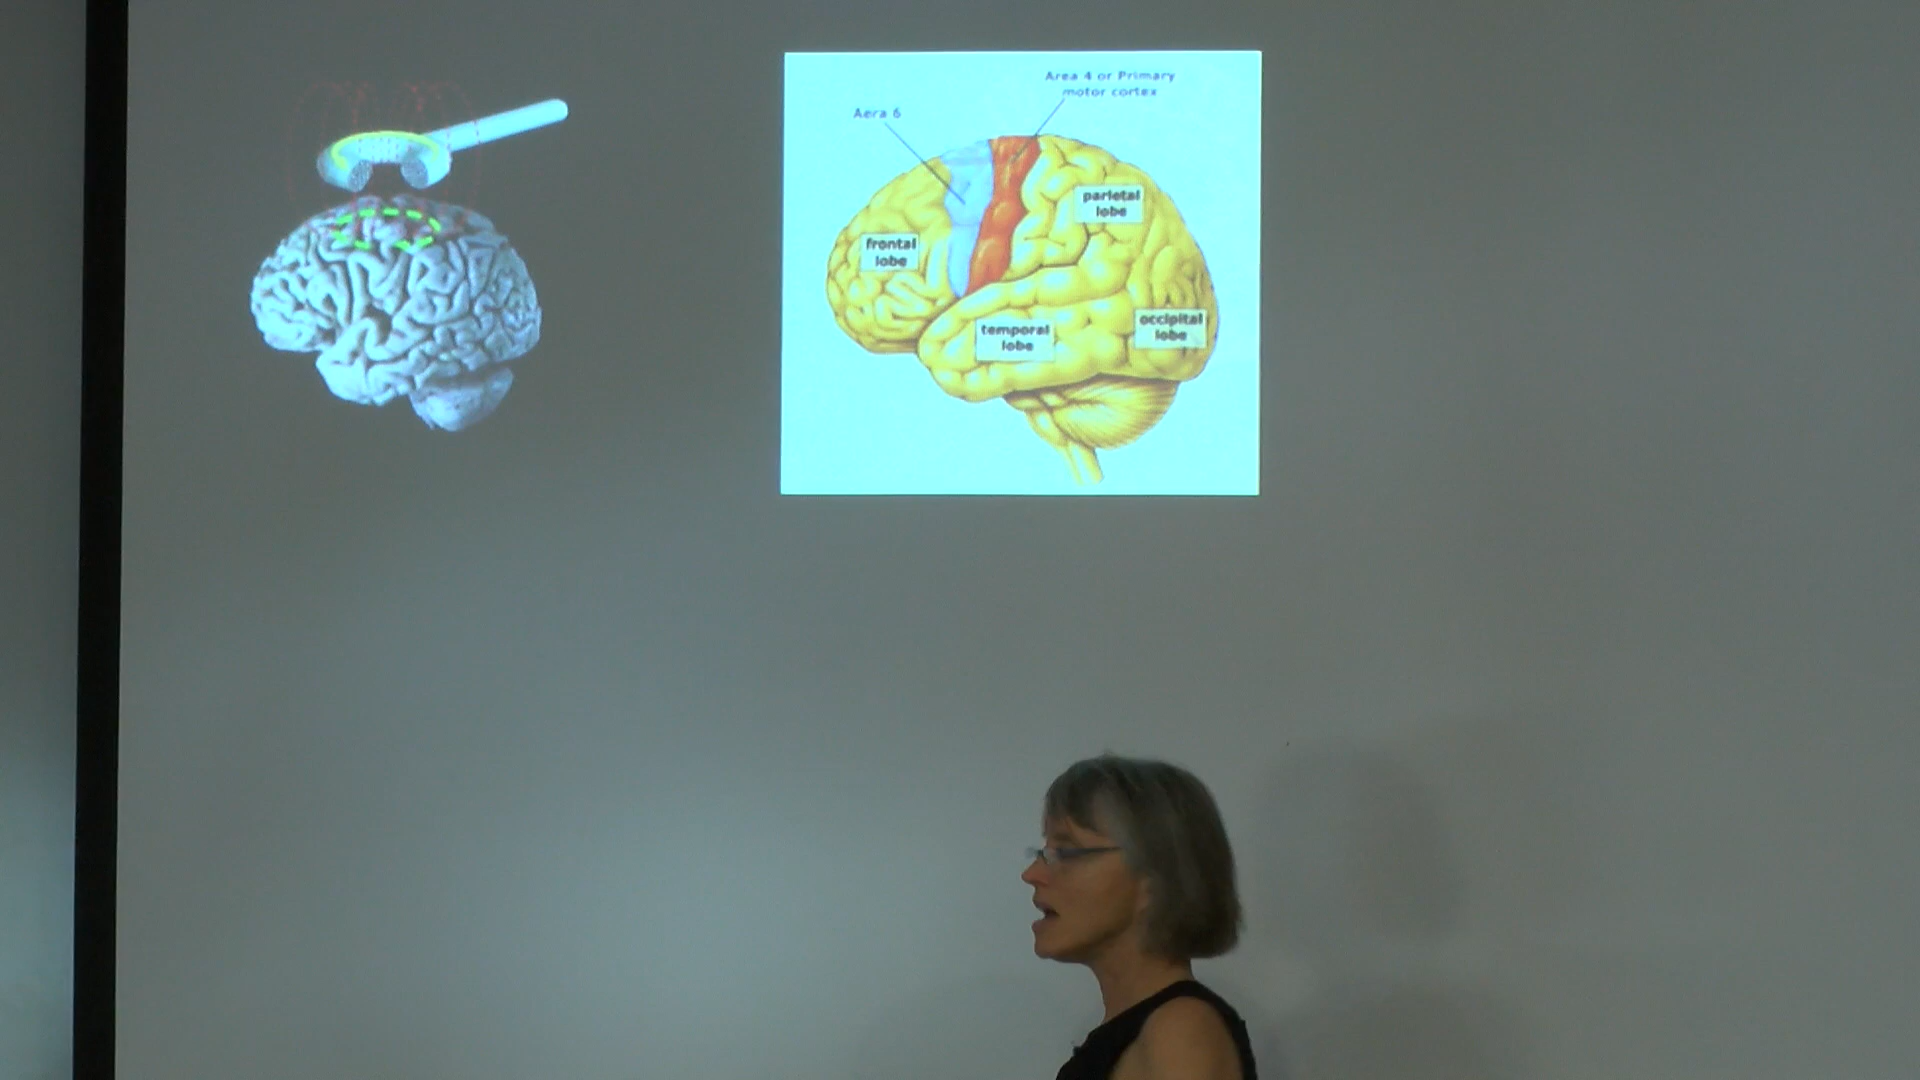 Area 4 or Primary
motor cortex
Aera 6
parietal
lobe
frontal
lobe
occipital
lobe
temporal
lobe